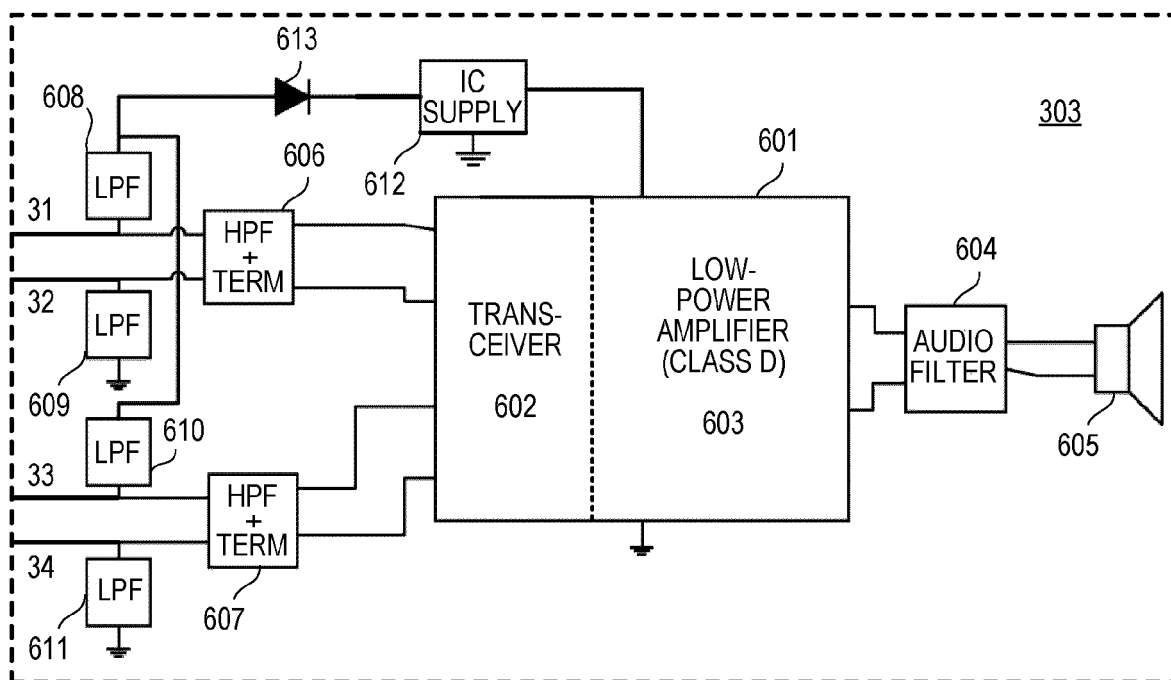 613
608
IC
SUPPLY
303
606
612
601
LPF
31
HPF
+
TERM
604
32
LPF
TRANS-
CEIVER
LOW-
POWER
AMPLIFIER
(CLASS D)
AUDIO
FILTER
609
602
603
605
LPF
610
33
HPF
+
TERM
34
LPF
607
611